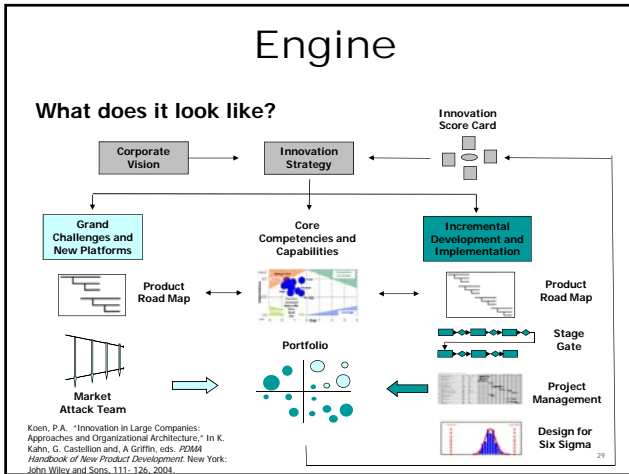 Engine
What does it look like?
Innovation
Score Card
Corporate
Vision
Innovation
Strategy
Grand
Challenges and
New Platforms
Core
Competencies and
Capabilities
Incremental
Development and
Implementation
Product
Road Map
Product
Road Map
Stage
Gate
Portfolio
Market
Attack Team
Project
Management
Design for
Six Sigma
Koen, P.A. "Innovation in Large Companies:
Approaches and Organizational Architecture," In K.
Kahn, G. Castellion and, A Griffin, eds. PDMA
Handbook of New Product Development. New York:
John Wiley and Sons, 111- 126, 2004.
29